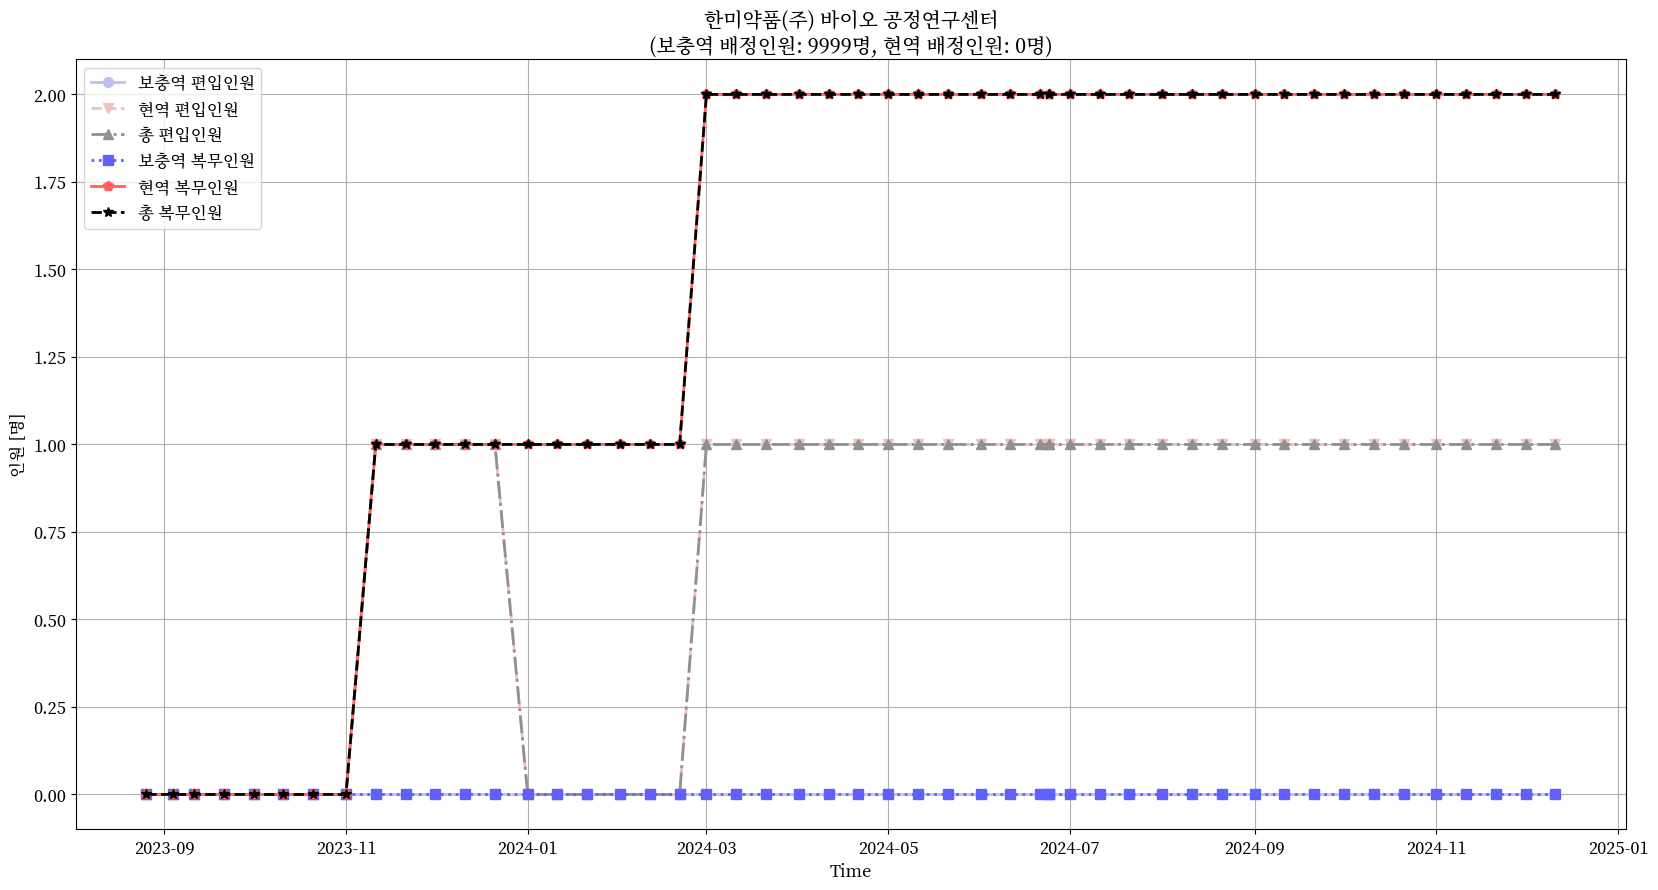 한미약품(주) 바이오 공정연구센터
(보충역 배정인원: 9999명, 현역 배정인원: 0명)
보충역 편입인원
현역 편입인원
총 편입인원
보충역 복무인원
현역 복무인원
총 복무인원
인원 [명]
2.00
1.75
1.50
1.25
1.00
0.75
0.50
0.25
0.00
2023-09 2023-11 2024-01 2024-03 2024-05 2024-07 2024-09 2024-11 2025-01
Time